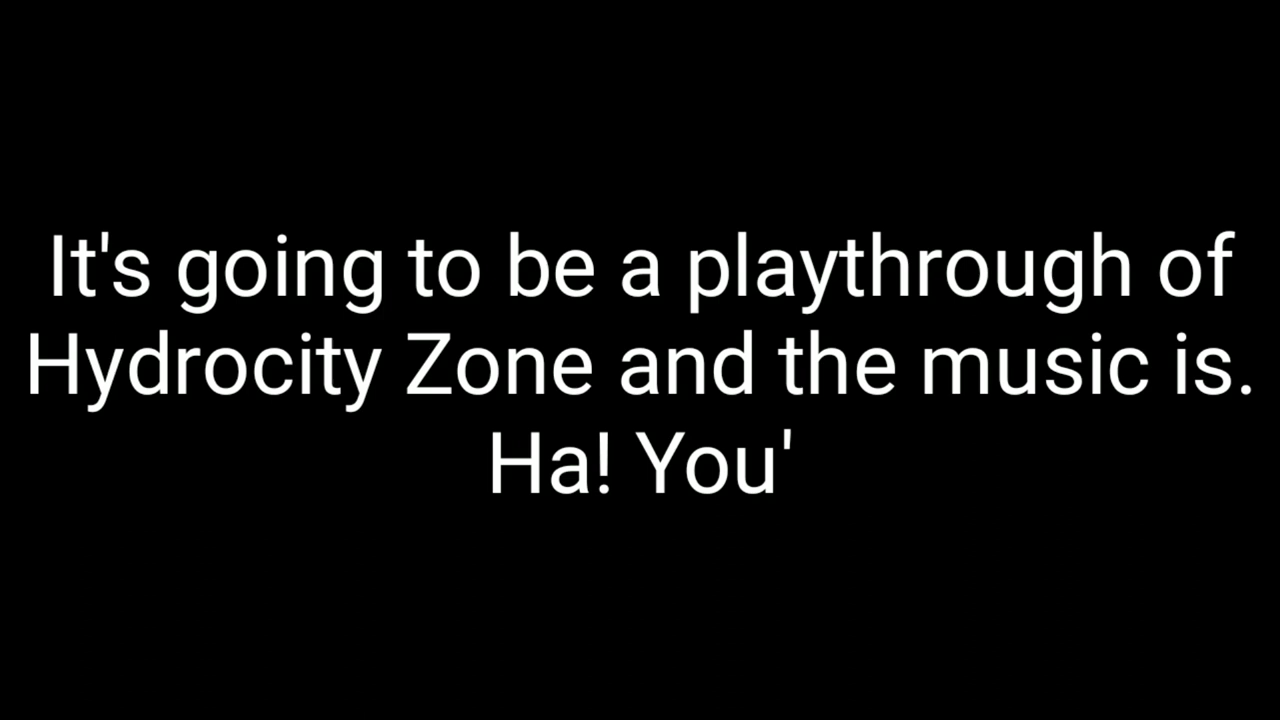 It's going to be a playthrough of
Hydrocity Zone and the music is.
Ha! You'